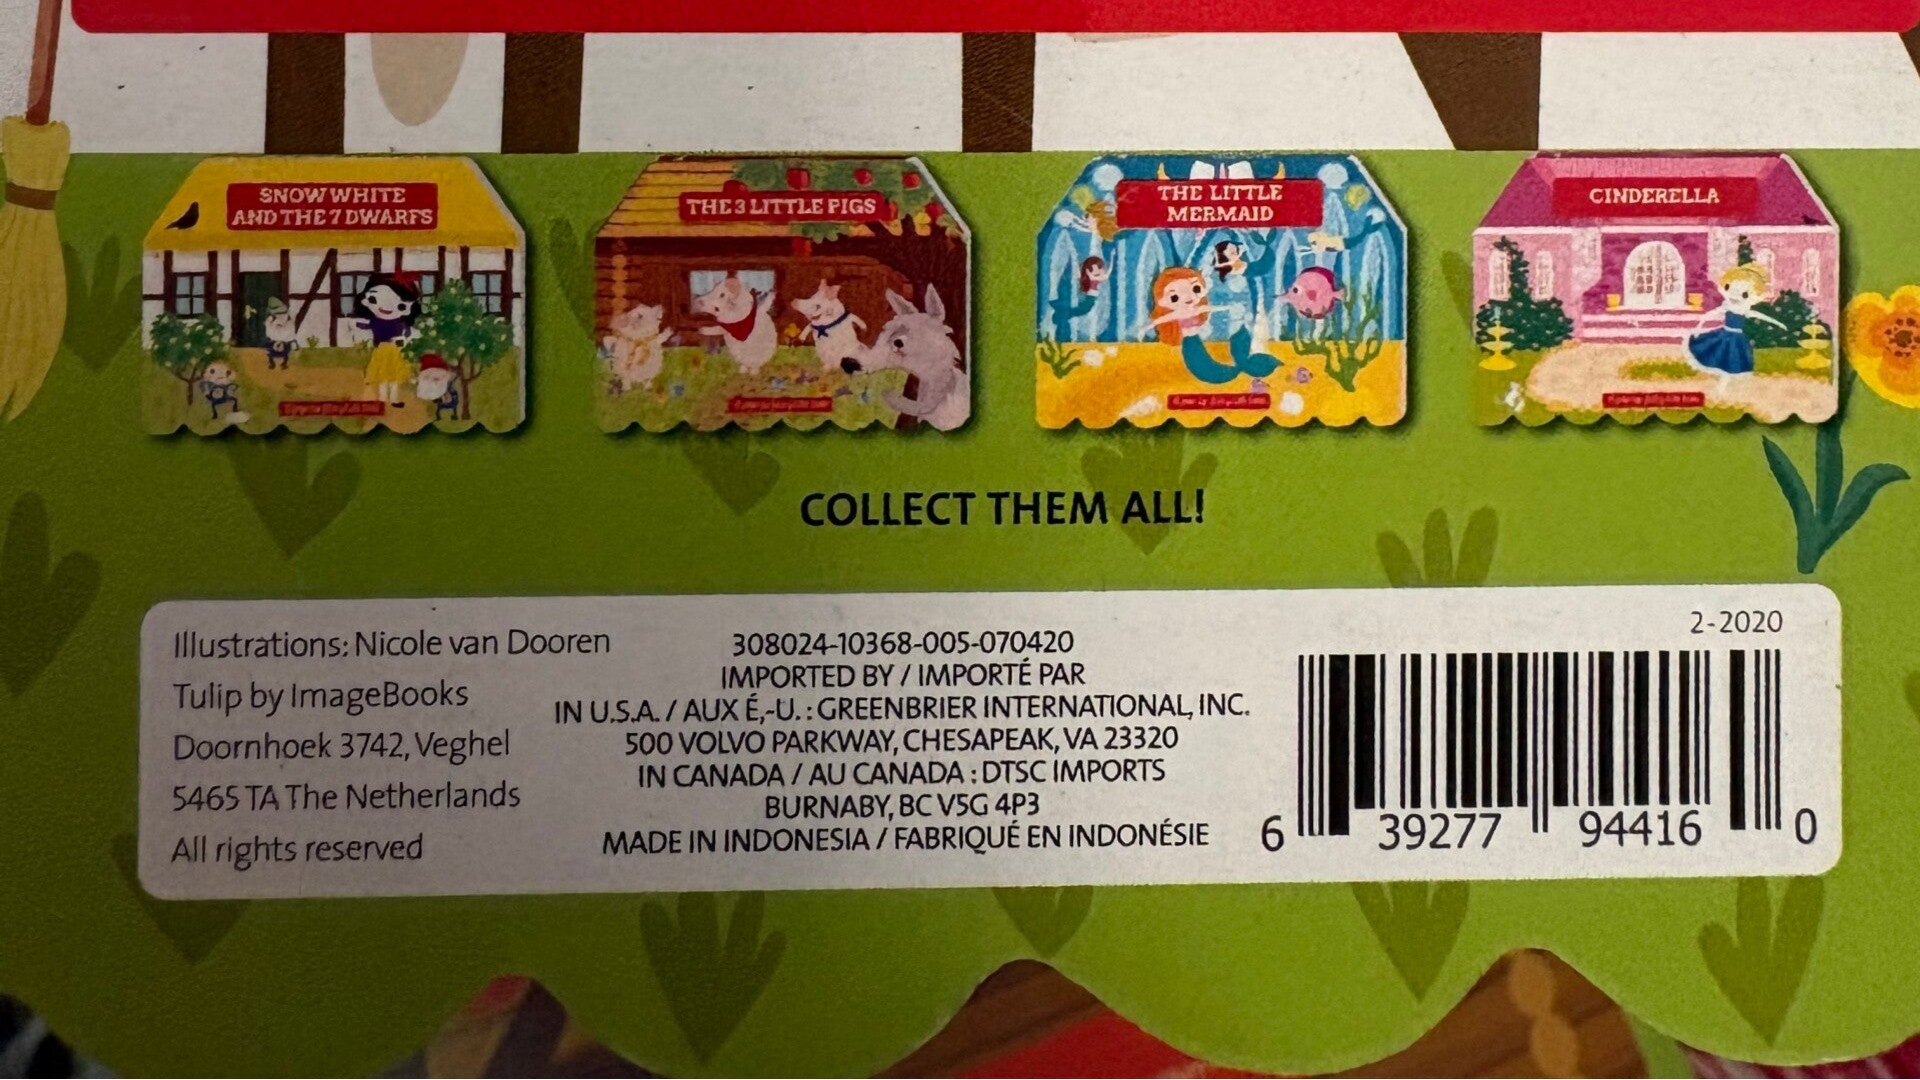 SNOW WHITE
AND THE 7 DWARFS
THE 3 LITTLE PIGS
THE LITTLE
MERMAID
CINDERELLA
COLLECT THEM ALL!
Illustrations: Nicole van Dooren
Tulip by ImageBooks
Doornhoek 3742, Veghel
5465 TA The Netherlands
All rights reserved
308024-10368-005-070420
IMPORTED BY / IMPORTÉ PAR
IN U.S.A. / AUX É,-U. : GREENBRIER INTERNATIONAL, INC.
500 VOLVO PARKWAY, CHESAPEAK, VA 23320
IN CANADA / AU CANADA : DTSC IMPORTS
BURNABY, BC V5G 4P3
MADE IN INDONESIA / FABRIQUÉ EN INDONÉSIE
2-2020
6 39277 94416 0